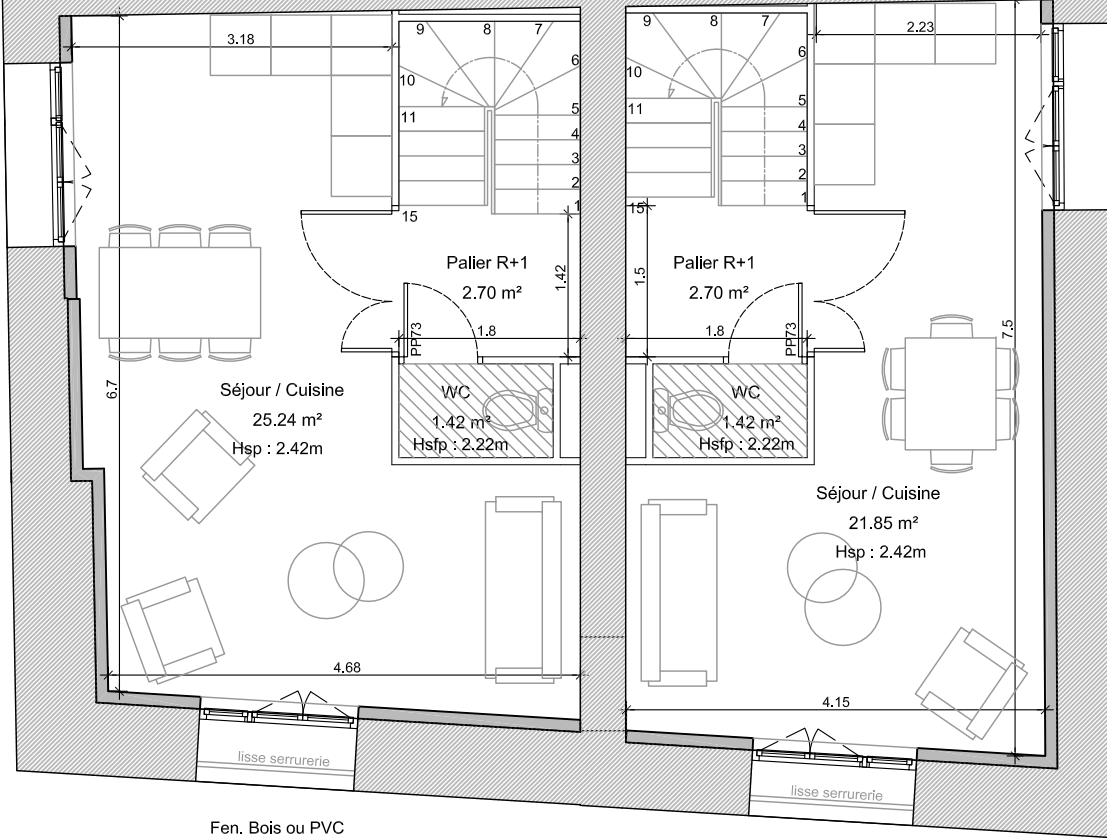 3.18
9
8
7
6
10
11
5
4
3
2
1
15
9
8
7
6
10
11
5
4
3
2
1
15
2.23
Palier R+1
2.70 m²
1.42
1.8
PP73
Palier R+1
2.70 m²
1.5
1.8
PP73
7.5
6.7
Séjour / Cuisine
25.24 m²
Hsp : 2.42m
WC
1.42 m²
Hsfp : 2.22m
WC
1.42 m²
Hsfp : 2.22m
Séjour / Cuisine
21.85 m²
Hsp : 2.42m
4.68
4.15
lisse serrurerie
lisse serrurerie
Fen. Bois ou PVC